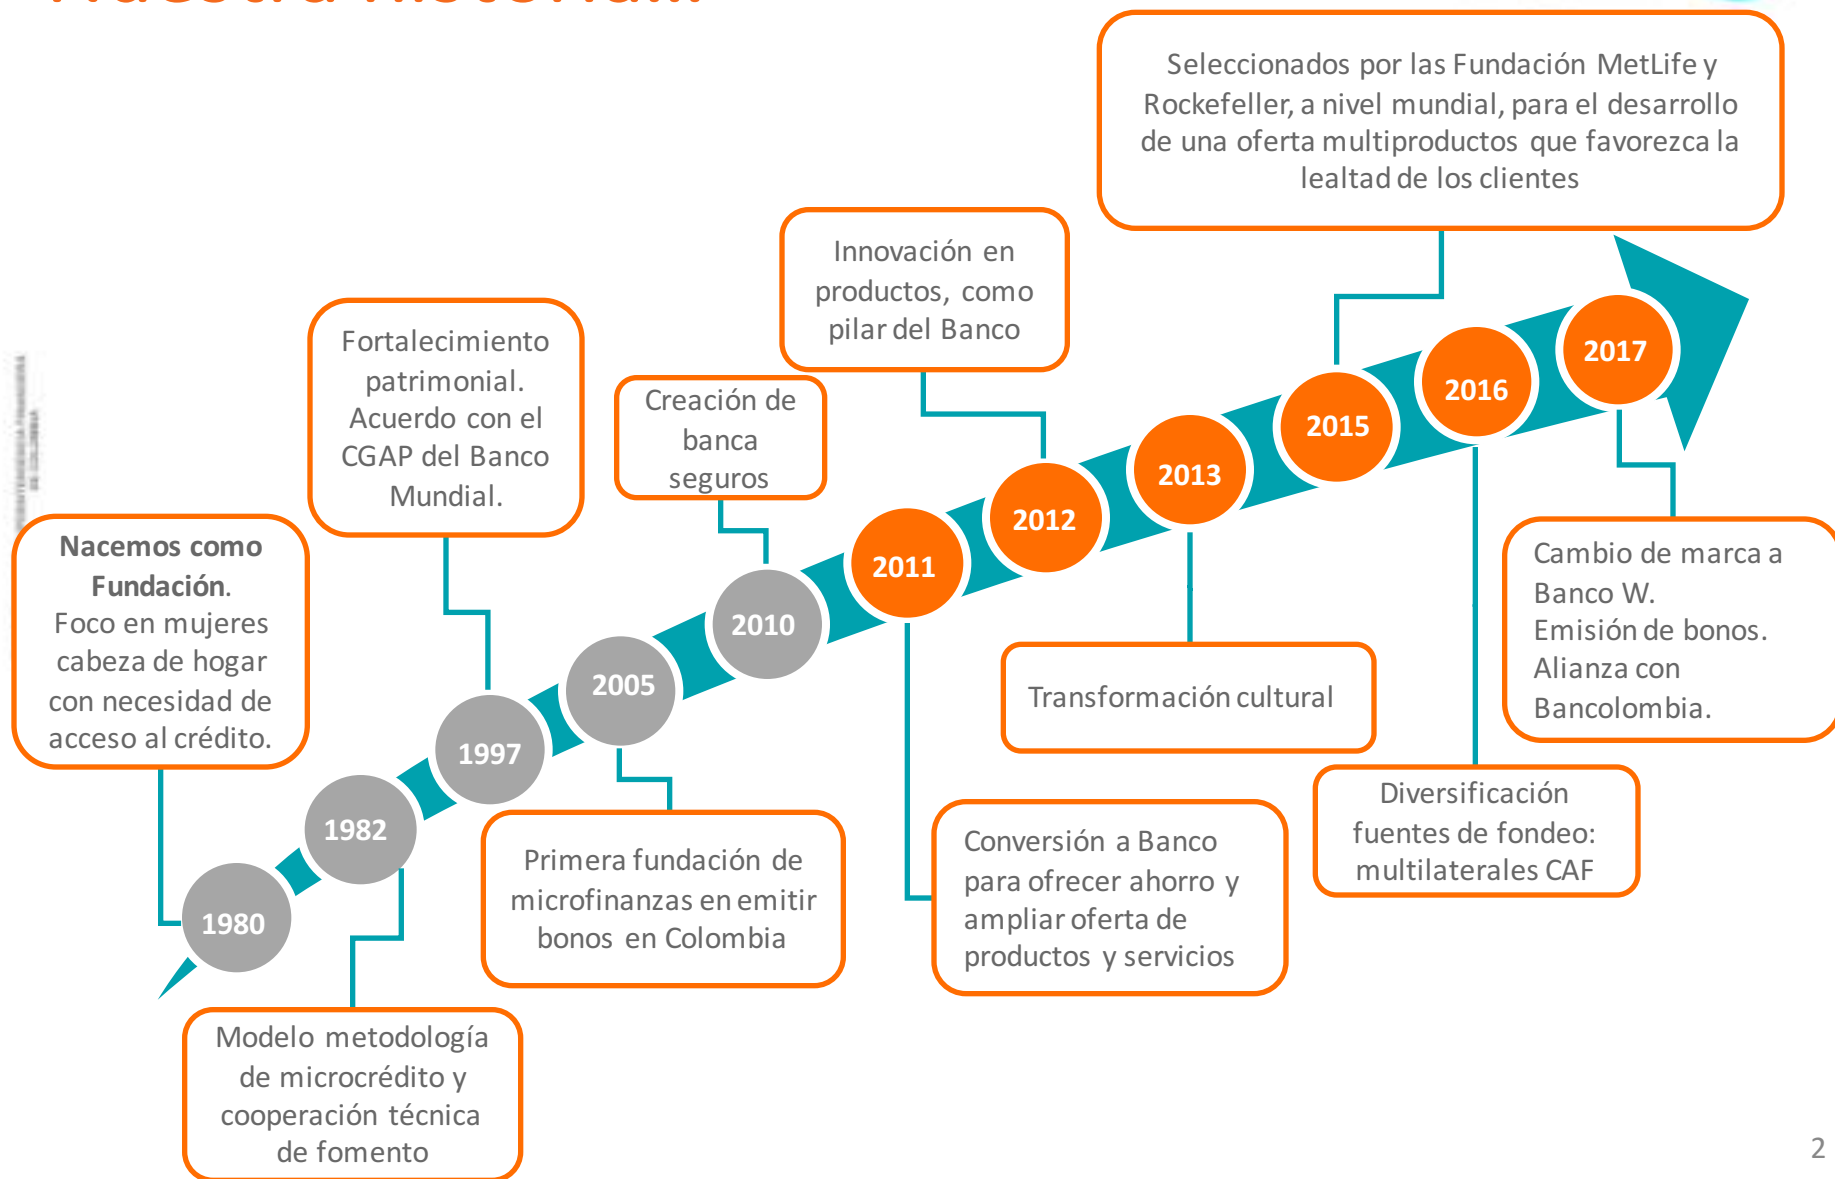 Nuestra historia...
Seleccionados por las Fundación MetLife y
Rockefeller, a nivel mundial, para el desarrollo
de una oferta multiproductos que favorezca la
lealtad de los clientes
Innovación en
productos, como
pilar del Banco
Fortalecimiento
patrimonial.
Acuerdo con el
CGAP del Banco
Mundial.
Creación de
banca
seguros
Nacemos como
Fundación.
Foco en mujeres
cabeza de hogar
con necesidad de
acceso al crédito.
1980
1982
1997
2005
2010
2011
2012
2013
2015
2016
2017
Cambio de marca a
Banco W.
Emisión de bonos.
Alianza con
Bancolombia.
Transformación cultural
Diversificación
fuentes de fondeo:
multilaterales CAF
Conversión a Banco
para ofrecer ahorro y
ampliar oferta de
productos y servicios
Primera fundación de
microfinanzas en emitir
bonos en Colombia
Modelo metodología
de microcrédito y
cooperación técnica
de fomento
DE COLOMBIA
2